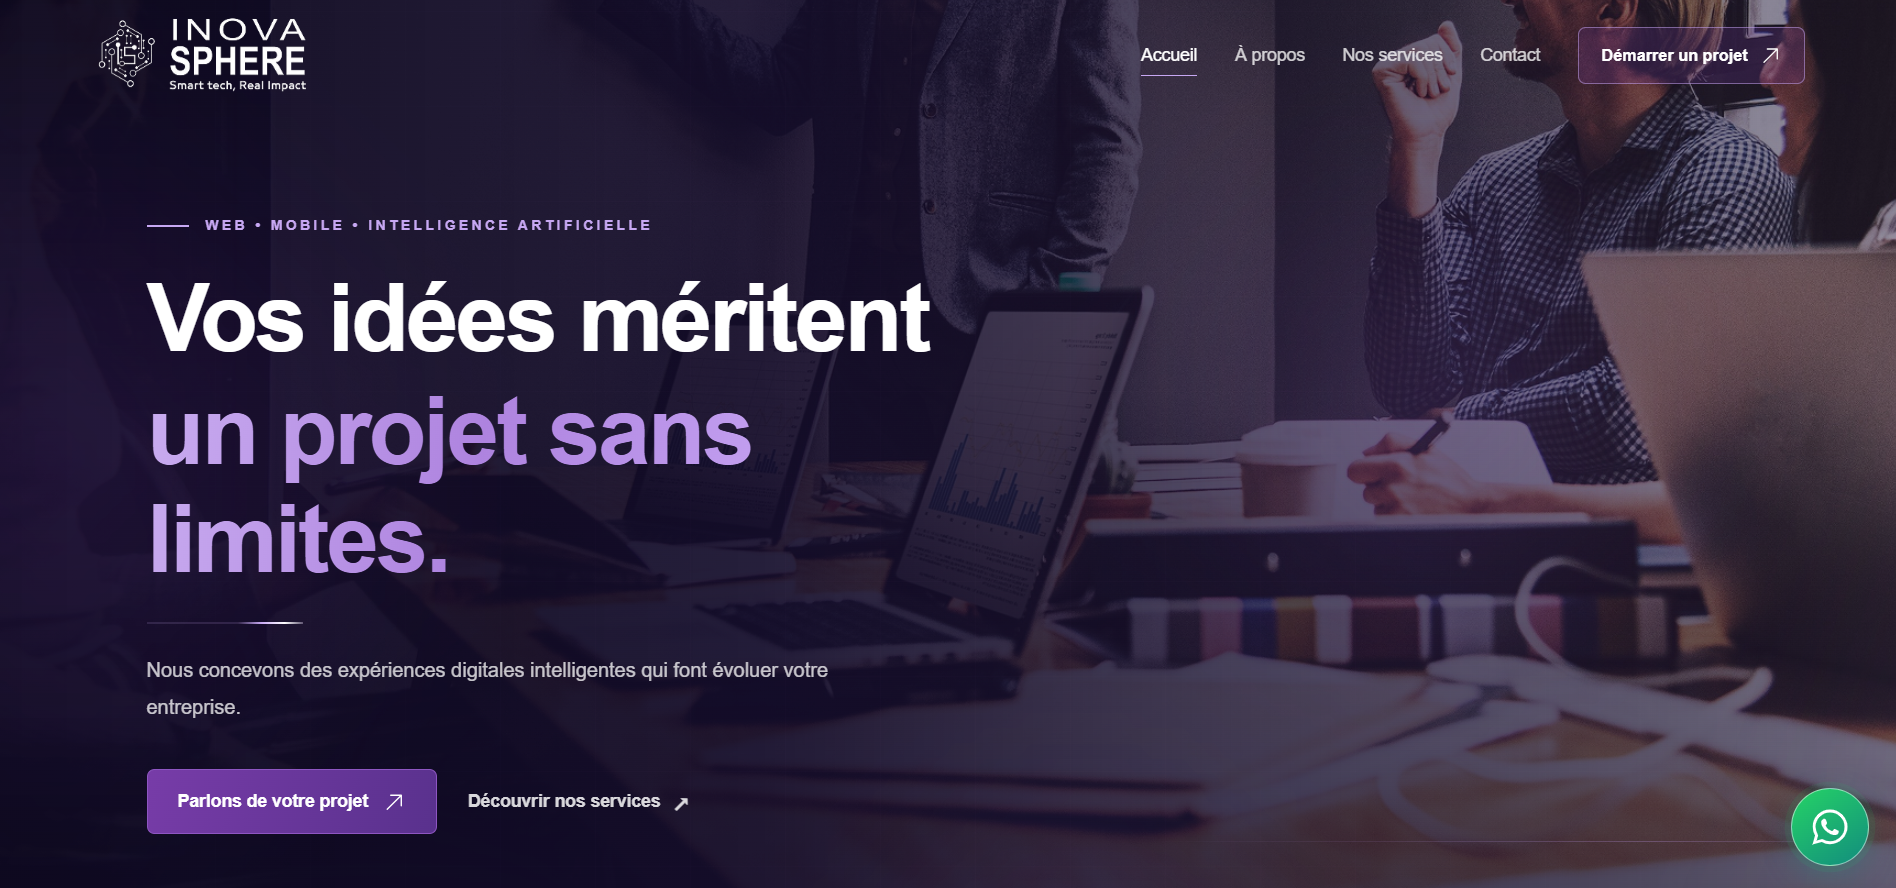 INOVA
SPHERE
Smart tech, Real Impact
Accueil
À propos
Nos services
Contact
Démarrer un projet
WEB • MOBILE • INTELLIGENCE ARTIFICIELLE
Vos idées méritent
un projet sans
limites.
Nous concevons des expériences digitales intelligentes qui font évoluer votre
entreprise.
Parlons de votre projet
Découvrir nos services